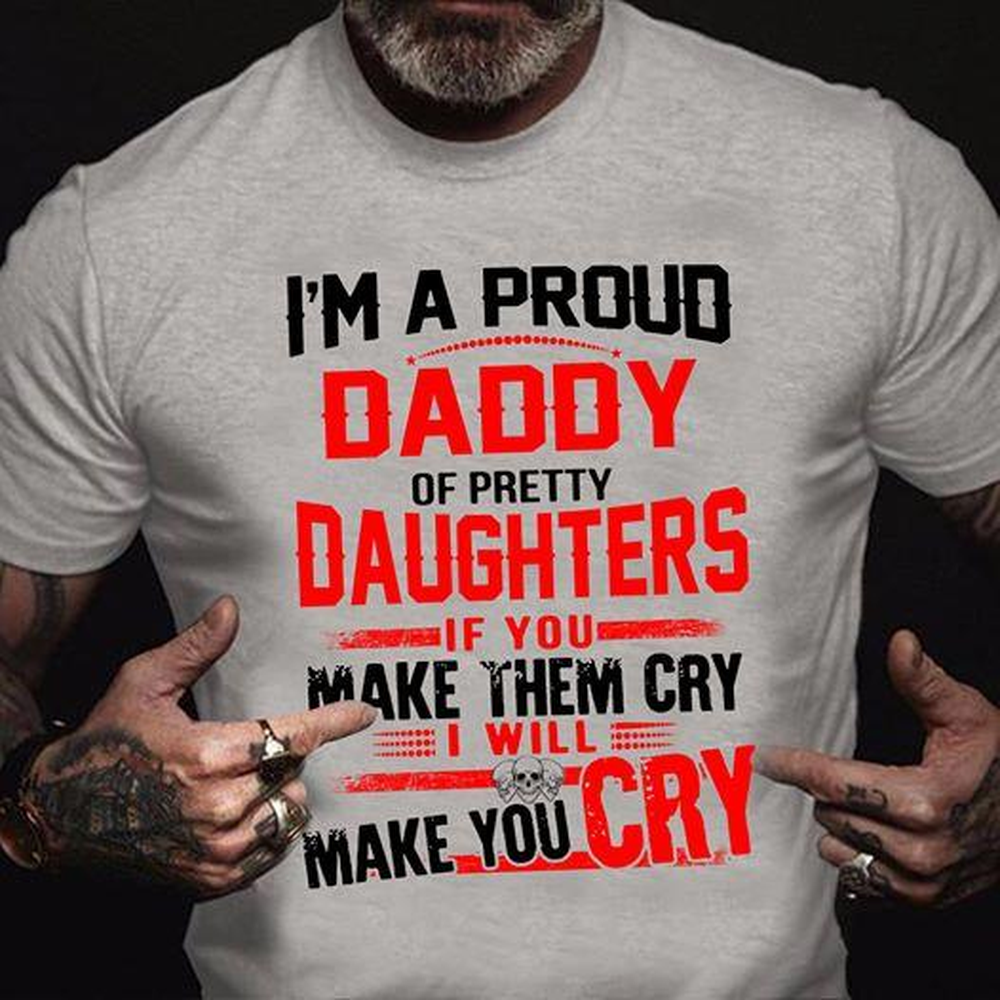 I'M A PROUD
DADDY
OF PRETTY
DAUGHTERS
IF YOU
MAKE THEM CRY
I WILL
MAKE YOU CRY